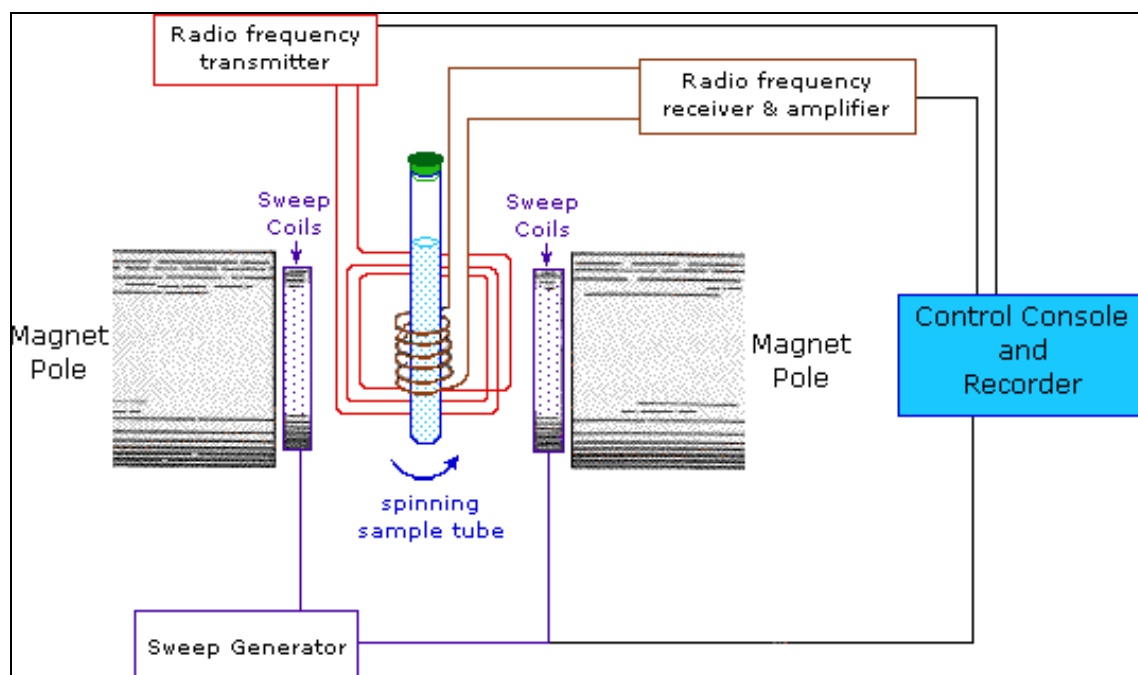 Radio frequency
transmitter
Radio frequency
receiver & amplifier
Sweep
Coils
Sweep
Coils
Magnet
Pole
Magnet
Pole
Control Console
and
Recorder
spinning
sample tube
Sweep Generator